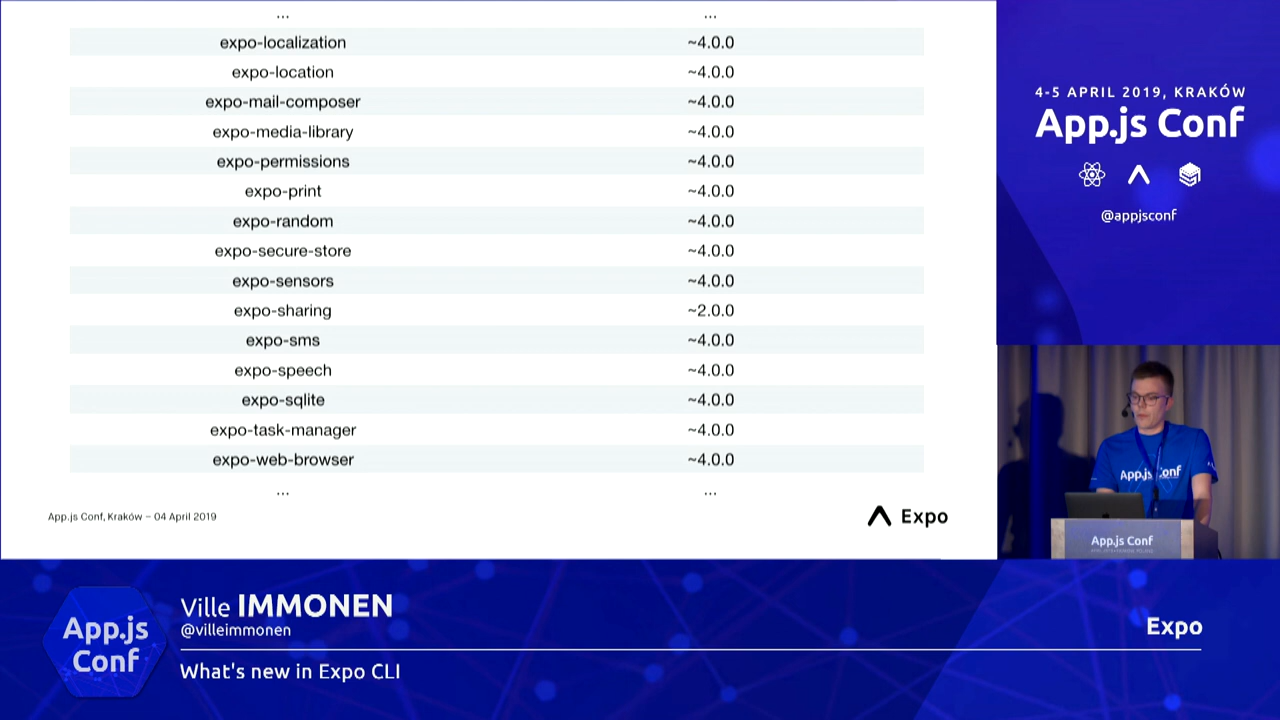 ... ...
expo-localization ~4.0.0
expo-location ~4.0.0
expo-mail-composer ~4.0.0
expo-media-library ~4.0.0
expo-permissions ~4.0.0
expo-print ~4.0.0
expo-random ~4.0.0
expo-secure-store ~4.0.0
expo-sensors ~4.0.0
expo-sharing ~2.0.0
expo-sms ~4.0.0
expo-speech ~4.0.0
expo-sqlite ~4.0.0
expo-task-manager ~4.0.0
expo-web-browser ~4.0.0
... ...
App.js Conf, Kraków – 04 April 2019
Expo
4-5 APRIL 2019, KRAKÓW
App.js Conf
@appjsconf
App.js Conf
App.js Conf
App.js
Conf
Ville IMMONEN
@villeimmonen
Expo
What's new in Expo CLI